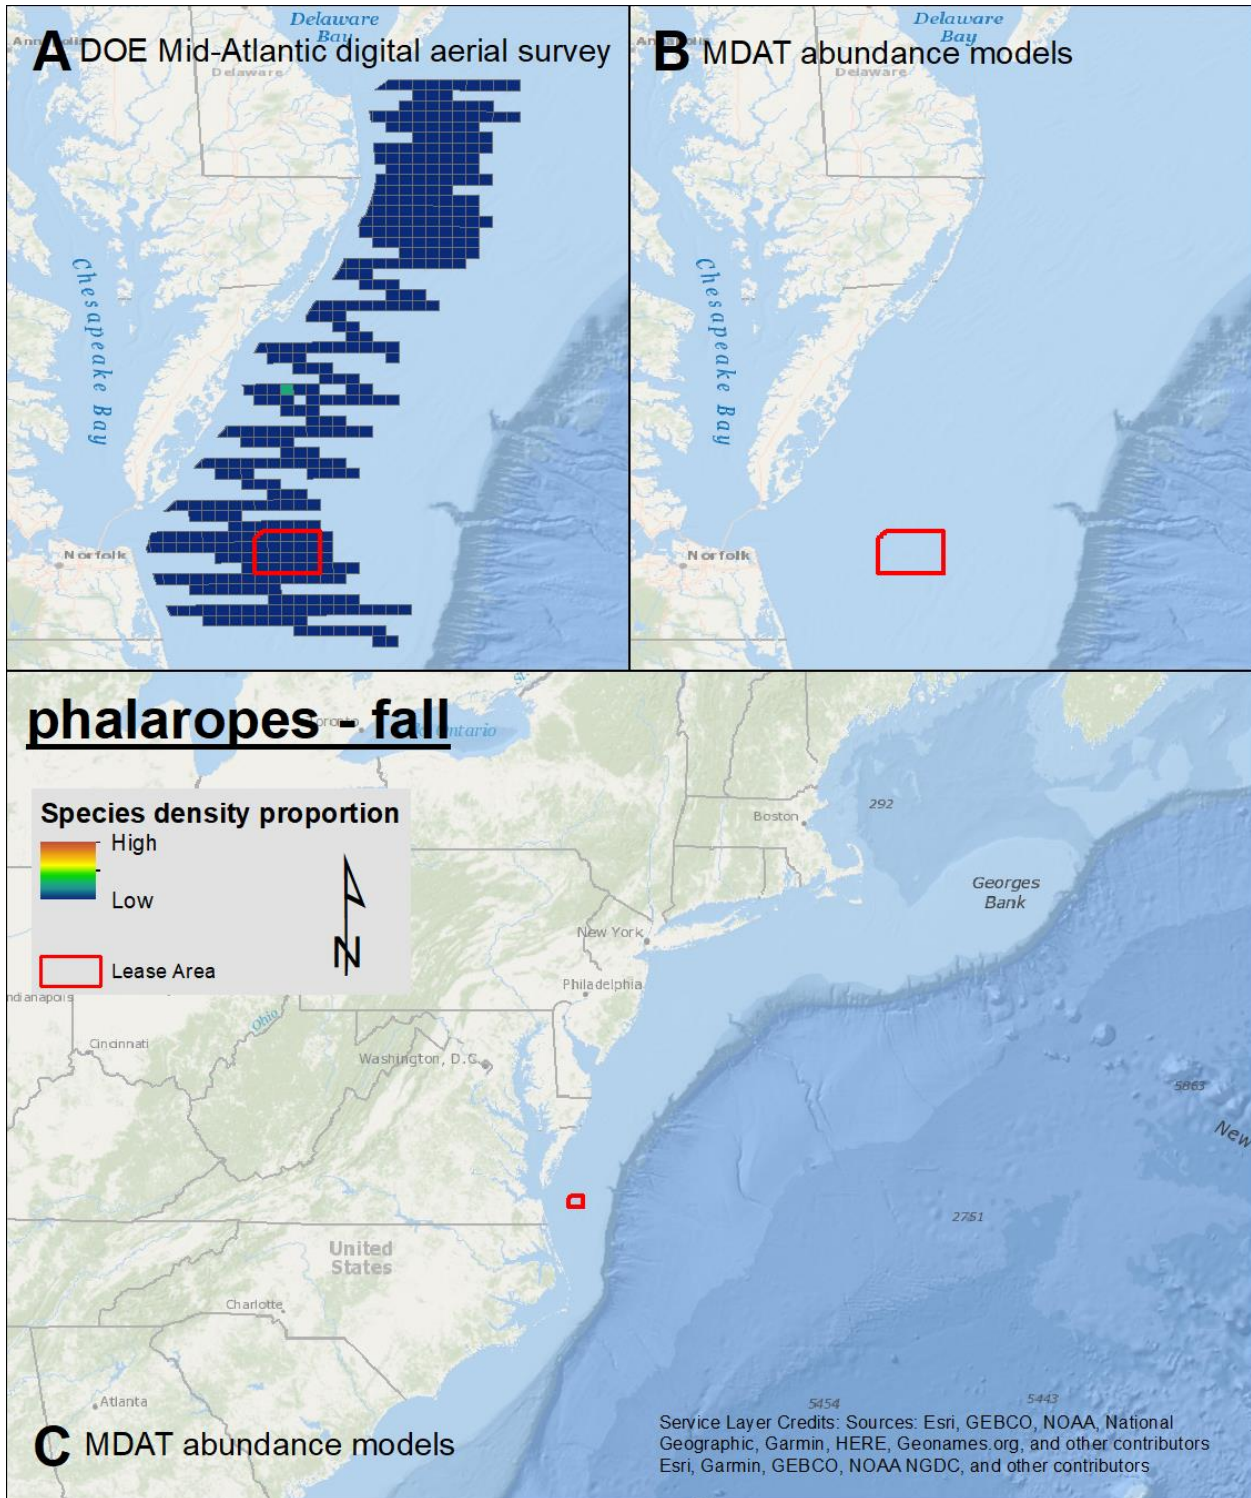 Delaware
Bay
Delaware
A DOE Mid-Atlantic digital aerial survey
Chesapeake Bay
Norfolk
Delaware
Bay
Delaware
B MDAT abundance models
Chesapeake Bay
Norfolk
phalaropes - fall
Species density proportion
High
Low
Lease Area
N
292
Boston
Georges
Bank
New York
Philadelphia
Ohio
Cincinnati
Washington, D.C.
5863
New
2751
United
States
Charlotte
Atlanta
5454
5443
C MDAT abundance models
Service Layer Credits: Sources: Esri, GEBCO, NOAA, National
Geographic, Garmin, HERE, Geonames.org, and other contributors
Esri, Garmin, GEBCO, NOAA NGDC, and other contributors